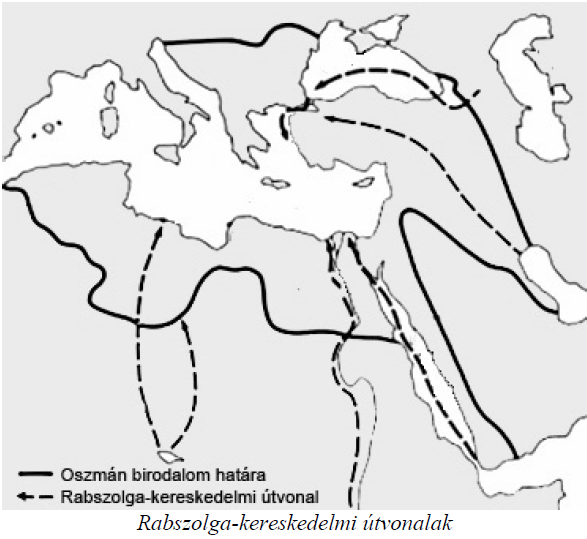 Oszmán birodalom határa
Rabszolga-kereskedelmi útvonal
Rabszolga-kereskedelmi útvonalak